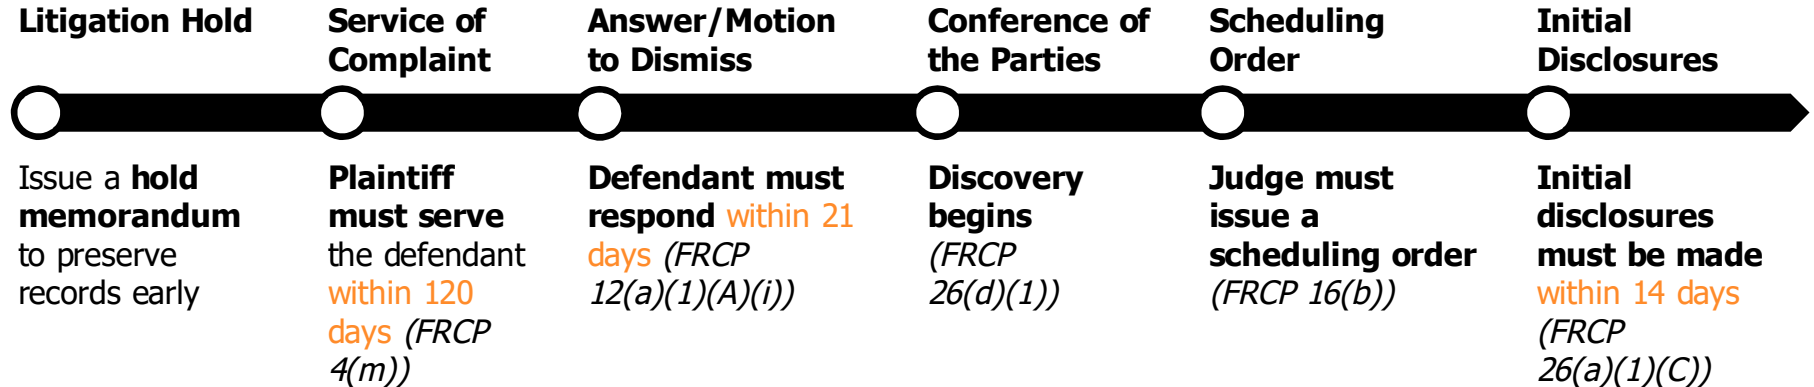 Litigation Hold
Service of
Complaint
Answer/Motion
to Dismiss
Conference of
the Parties
Scheduling
Order
Initial
Disclosures
Issue a hold
memorandum
to preserve
records early
Plaintiff
must serve
the defendant
within 120
days (FRCP
4(m))
Defendant must
respond within 21
days (FRCP
12(a)(1)(A)(i))
Discovery
begins
(FRCP
26(d)(1))
Judge must
issue a
scheduling order
(FRCP 16(b))
Initial
disclosures
must be made
within 14 days
(FRCP
26(a)(1)(C))